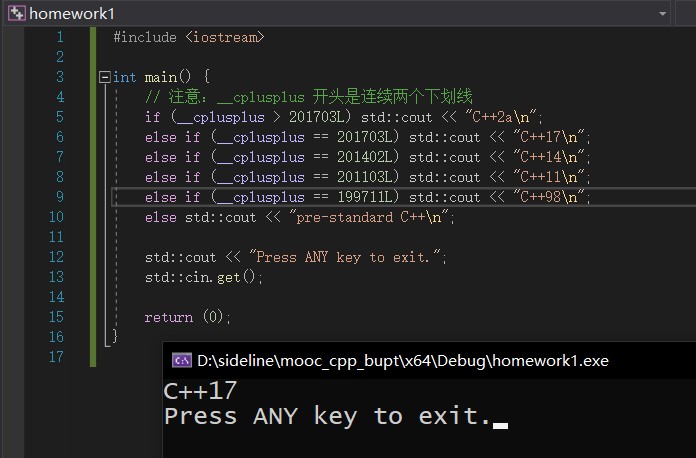 homework1
1 #include <iostream>
2
3 int main() {
4 // 注意：__cplusplus 开头是连续两个下划线
5 if (__cplusplus > 201703L) std::cout << "C++2a\n";
6 else if (__cplusplus == 201703L) std::cout << "C++17\n";
7 else if (__cplusplus == 201402L) std::cout << "C++14\n";
8 else if (__cplusplus == 201103L) std::cout << "C++11\n";
9 else if (__cplusplus == 199711L) std::cout << "C++98\n";
10 else std::cout << "pre-standard C++\n";
11
12 std::cout << "Press ANY key to exit.";
13 std::cin.get();
14
15 return (0);
16 }
17
D:\sideline\mooc_cpp_bupt\x64\Debug\homework1.exe
C++17
Press ANY key to exit.